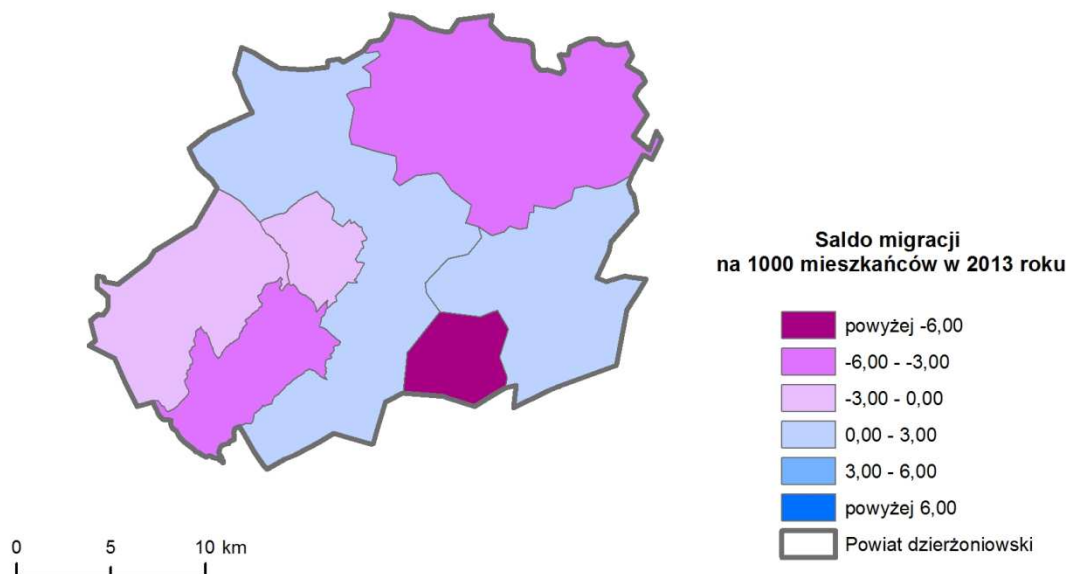 Saldo migracji
na 1000 mieszkańców w 2013 roku
powyżej -6,00
-6,00 - -3,00
-3,00 - 0,00
0,00 - 3,00
3,00 - 6,00
powyżej 6,00
Powiat dzierżoniowski
0 5 10 km